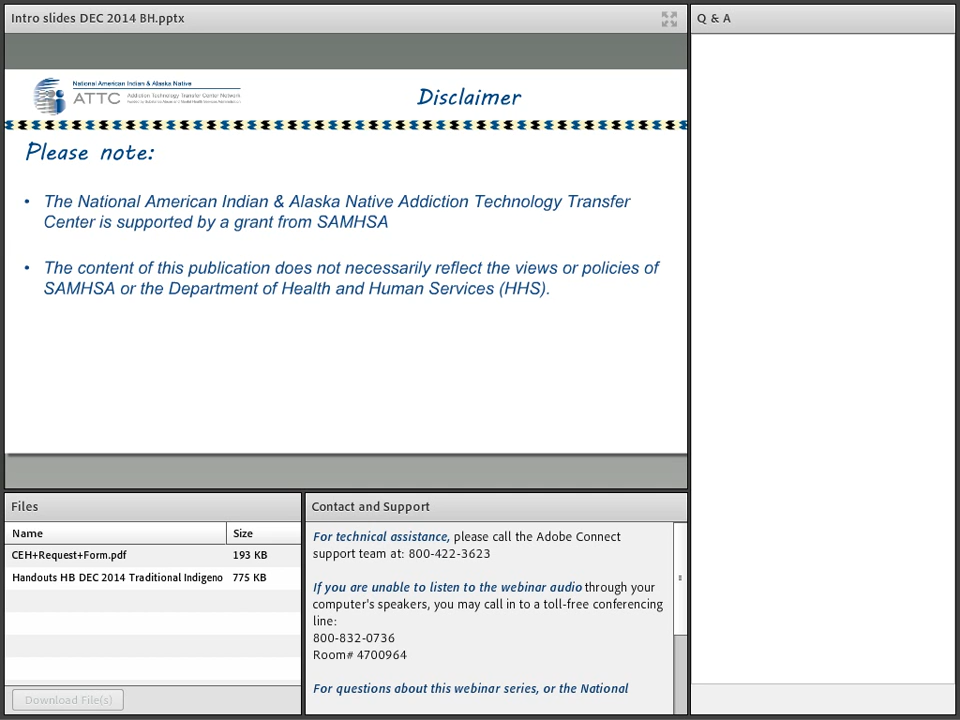 Intro slides DEC 2014 BH.pptx
Q & A
National American Indian & Alaska Native
ATTC
Addiction Technology Transfer Center Network
Disclaimer
Please note:
• The National American Indian & Alaska Native Addiction Technology Transfer
Center is supported by a grant from SAMHSA
• The content of this publication does not necessarily reflect the views or policies of
SAMHSA or the Department of Health and Human Services (HHS).
Files
Name Size
CEH+Request+Form.pdf 193 KB
Handouts HB DEC 2014 Traditional Indigeno 775 KB
Download File(s)
Contact and Support
For technical assistance, please call the Adobe Connect
support team at: 800-422-3623
If you are unable to listen to the webinar audio through your
computer's speakers, you may call in to a toll-free conferencing
line:
800-832-0736
Room# 4700964
For questions about this webinar series, or the National